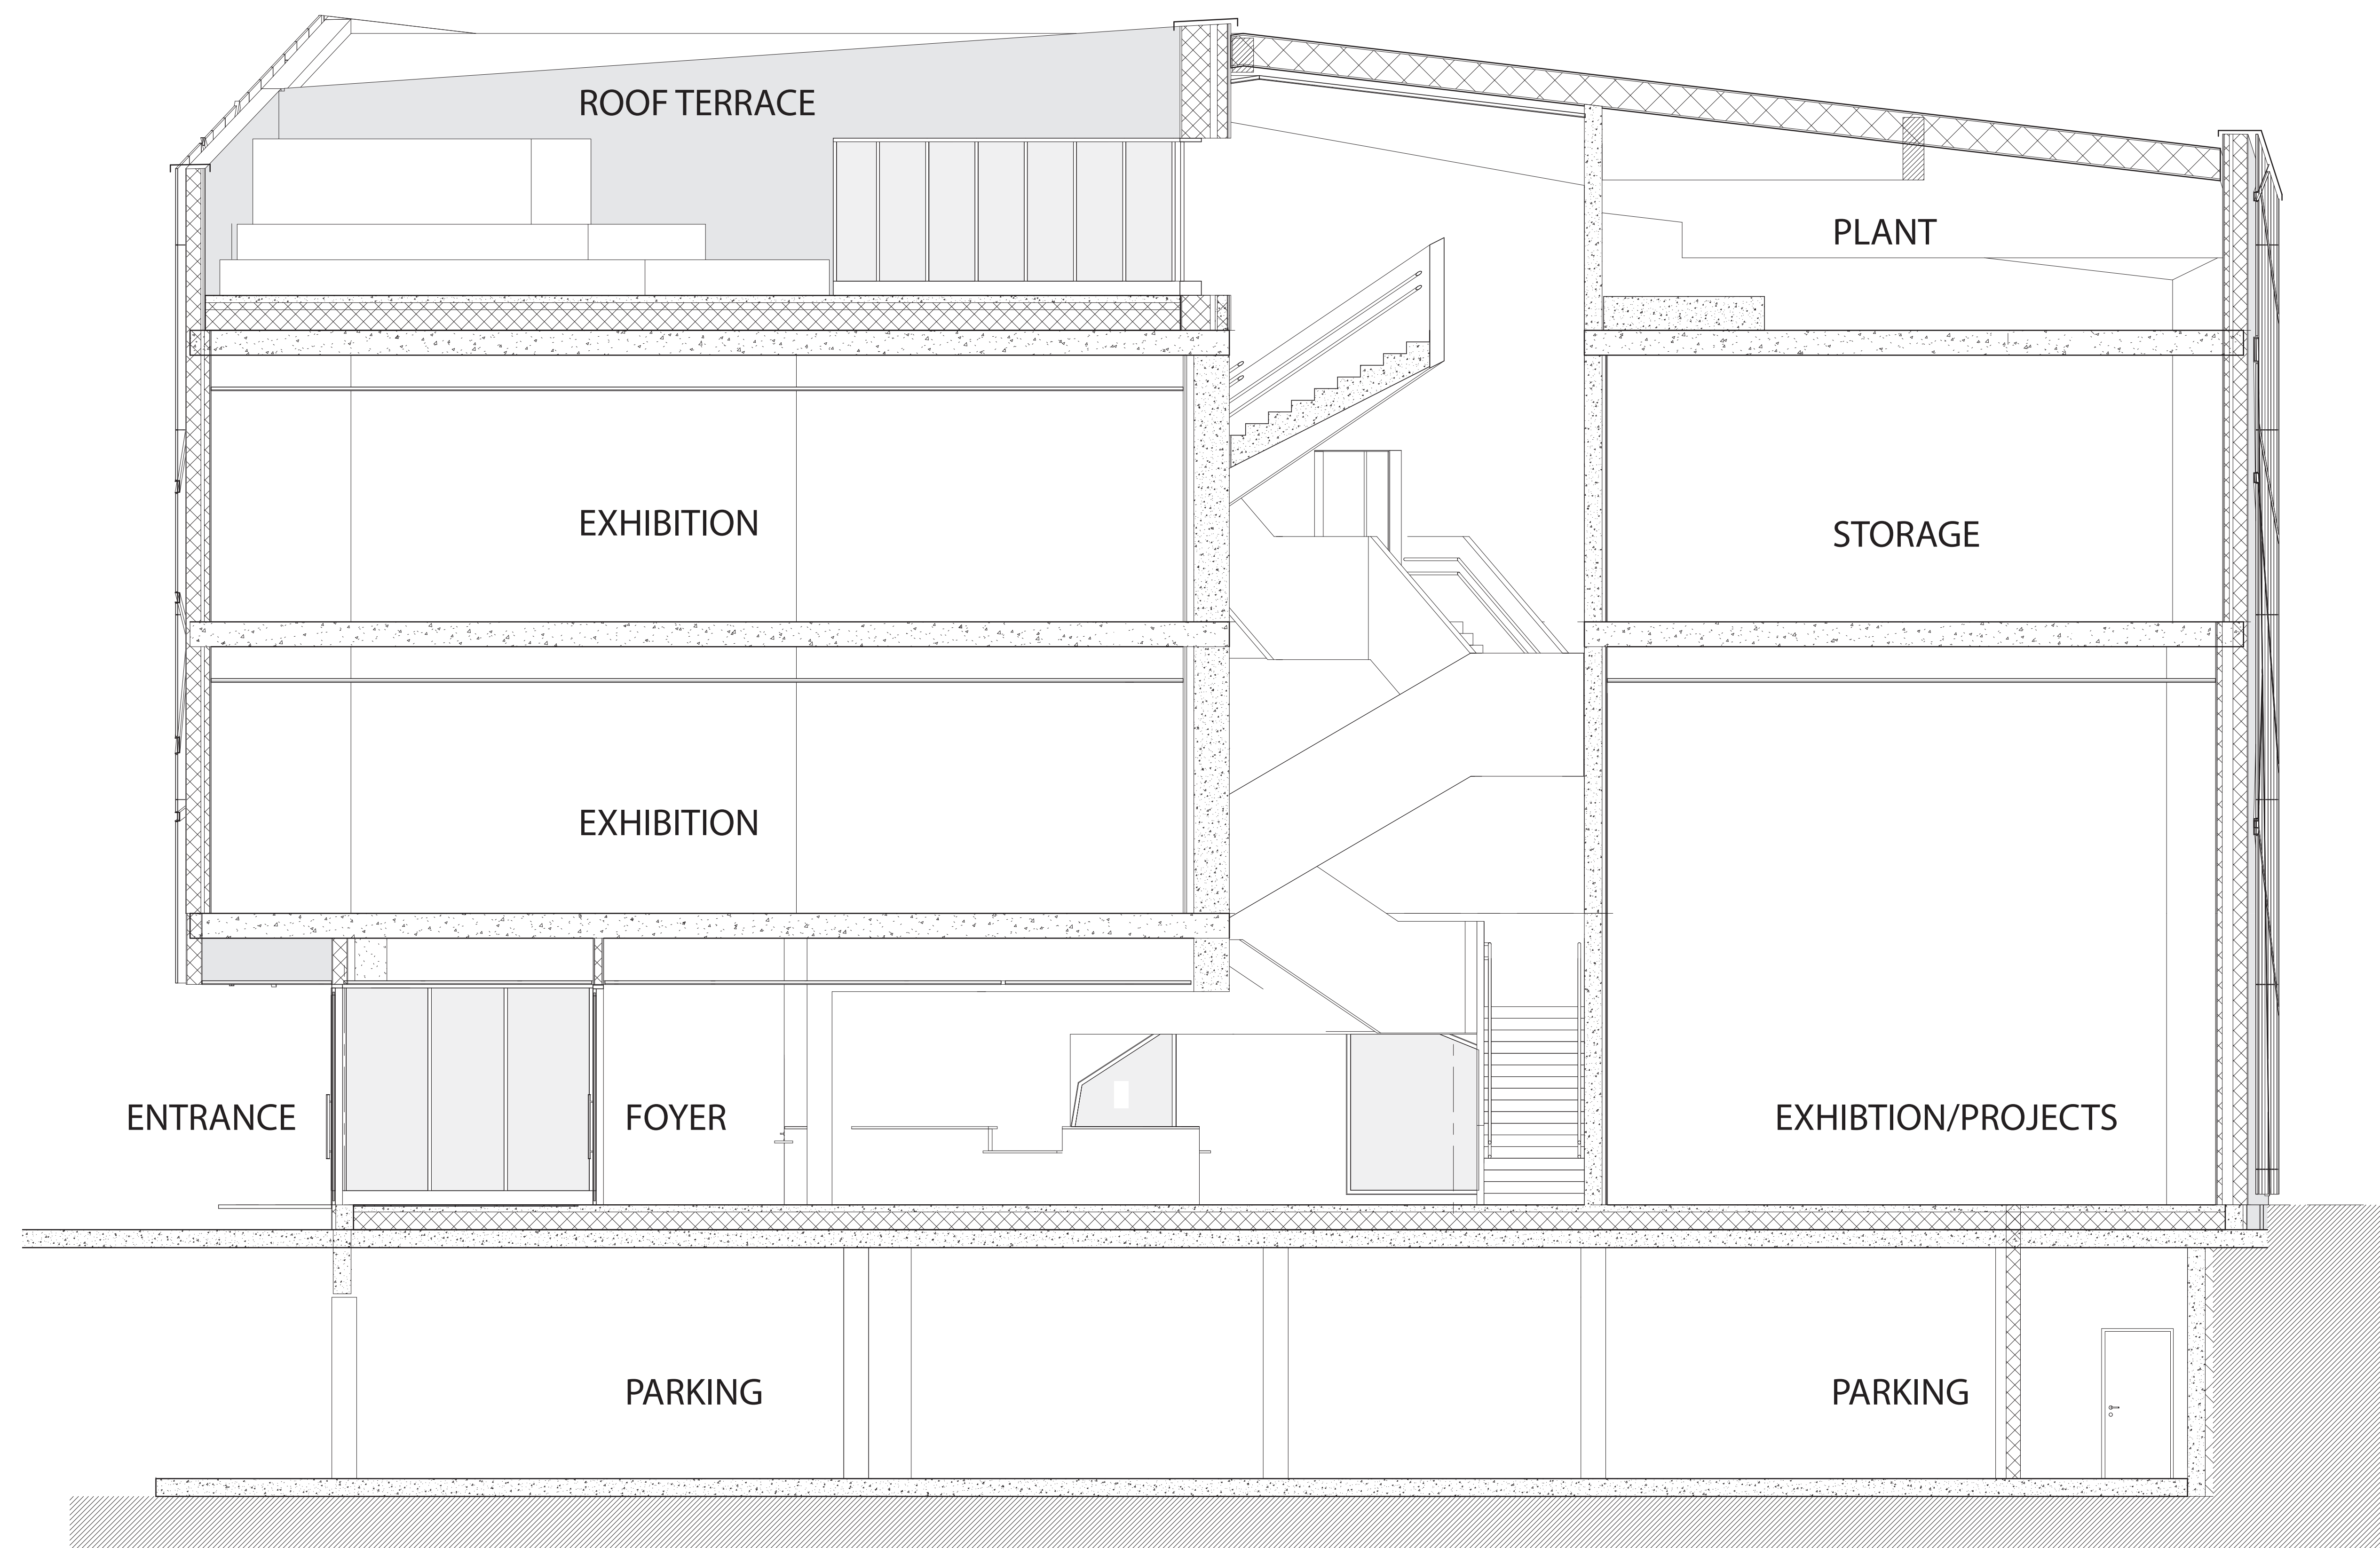 ROOF TERRACE
PLANT
EXHIBITION
STORAGE
EXHIBITION
ENTRANCE
FOYER
EXHIBTION/PROJECTS
PARKING
PARKING